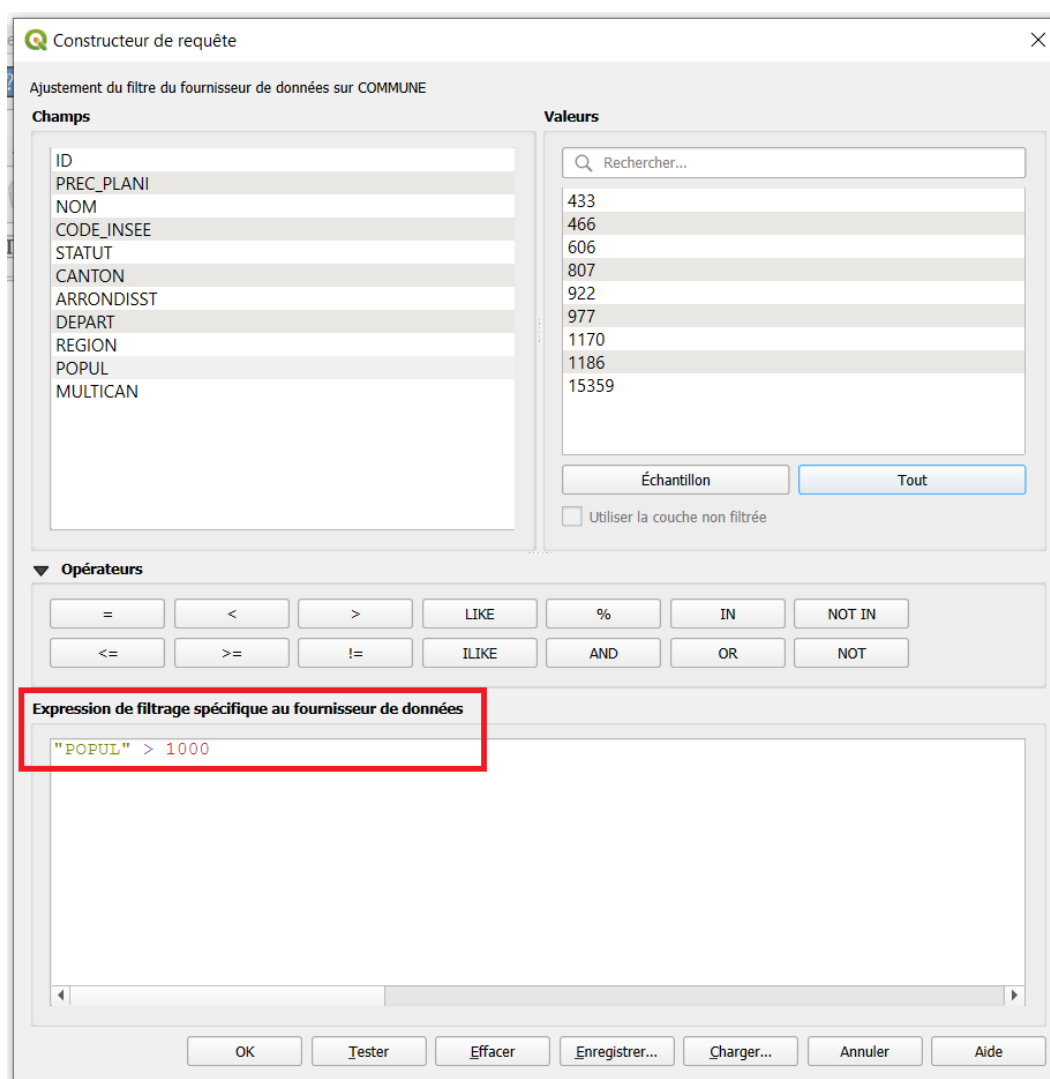 Constructeur de requête
Ajustement du filtre du fournisseur de données sur COMMUNE
Champs
ID
PREC_PLANI
NOM
CODE_INSEE
STATUT
CANTON
ARRONDISST
DEPART
REGION
POPUL
MULTICAN
Valeurs
Rechercher...
433
466
606
807
922
977
1170
1186
15359
Échantillon Tout
Utiliser la couche non filtrée
Opérateurs
= < > LIKE % IN NOT IN
<= >= != ILIKE AND OR NOT
Expression de filtrage spécifique au fournisseur de données
"POPUL" > 1000
OK Tester Effacer Enregistrer... Charger... Annuler Aide